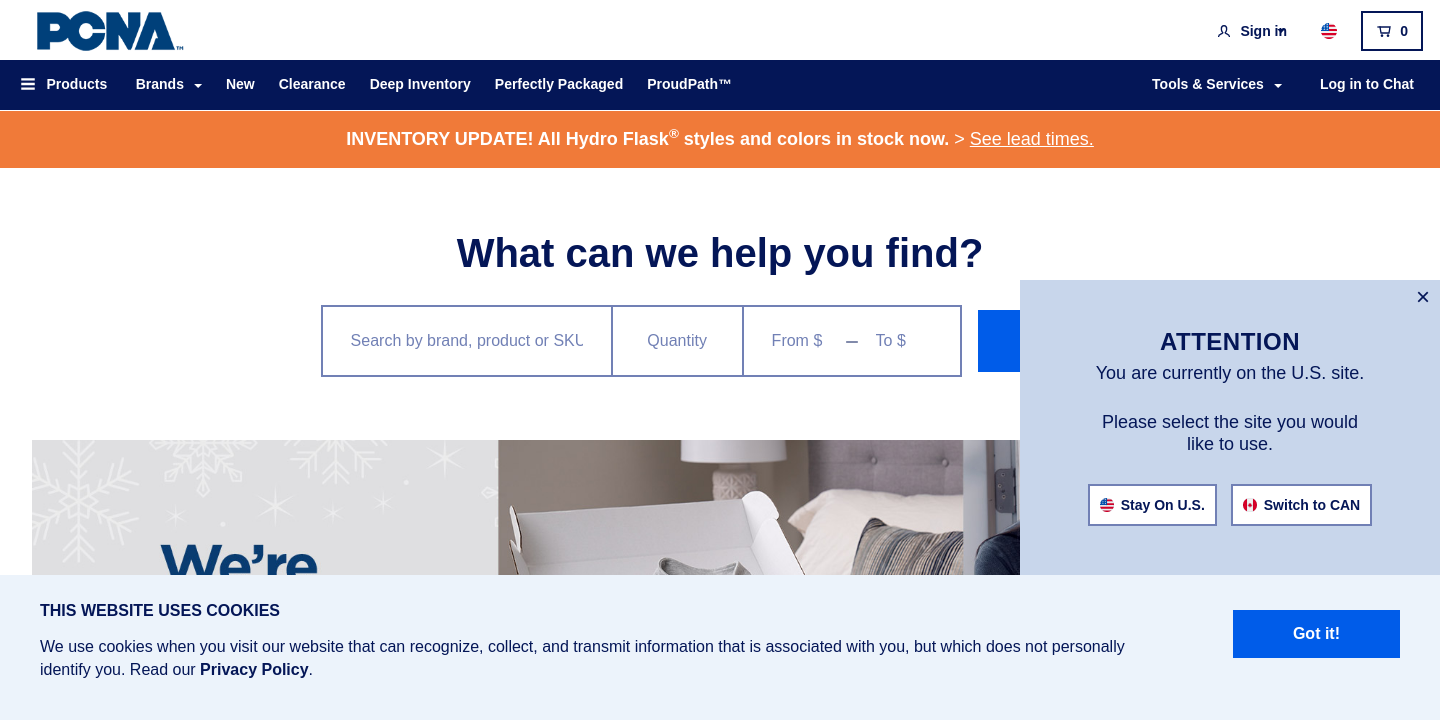 PCNA™
Sign in
0
Products Brands New Clearance Deep Inventory Perfectly Packaged ProudPath™ Tools & Services Log in to Chat
INVENTORY UPDATE! All Hydro Flask® styles and colors in stock now. > See lead times.
What can we help you find?
Search by brand, product or SKU
Quantity
From $ – To $
×
ATTENTION
You are currently on the U.S. site.
Please select the site you would
like to use.
Stay On U.S. Switch to CAN
We’re
THIS WEBSITE USES COOKIES
We use cookies when you visit our website that can recognize, collect, and transmit information that is associated with you, but which does not personally
identify you. Read our Privacy Policy.
Got it!